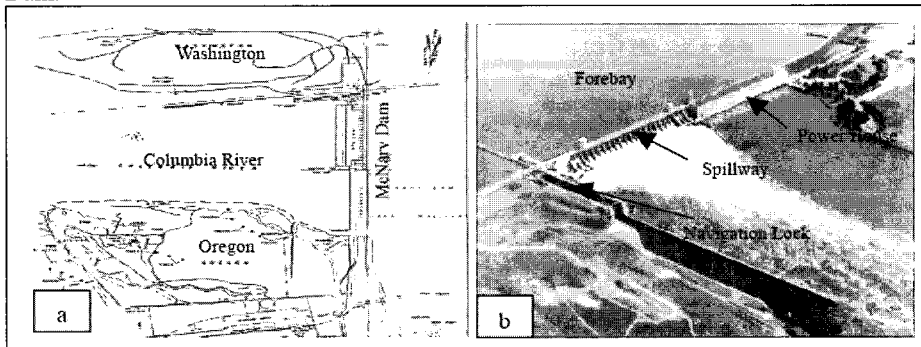 Washington
McNary Dam
Columbia River
Oregon
a
Forebay
Power House
Spillway
Navigation Lock
b